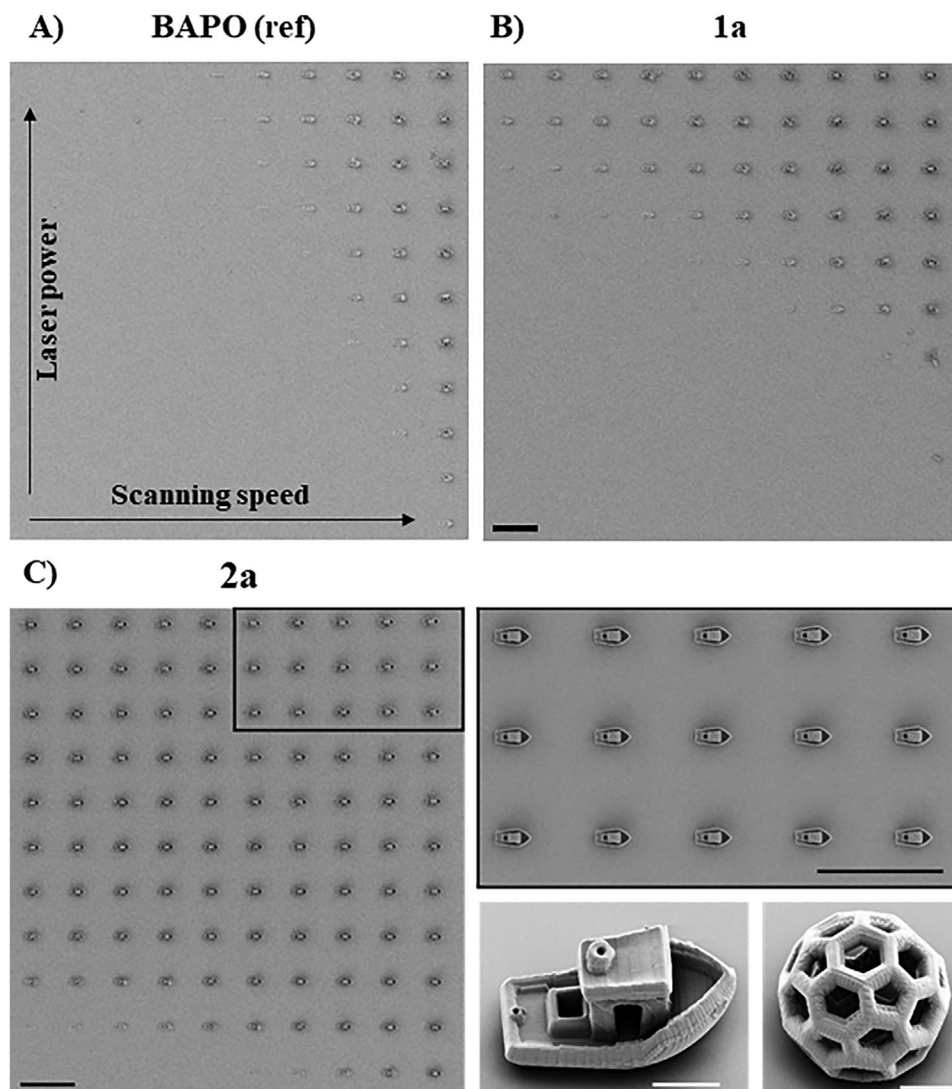 A) BAPO (ref)
B) 1a
Laser power
Scanning speed
C) 2a